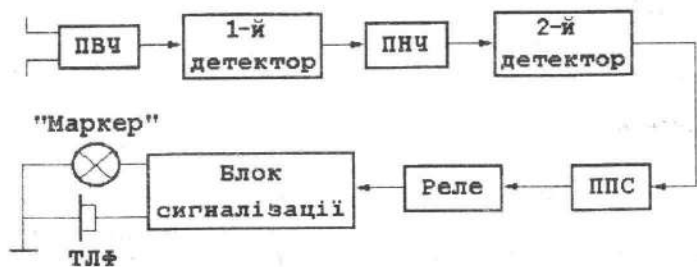 ПВЧ
1-й
детектор
ПНЧ
2-й
детектор
"Маркер"
Блок
сигналізації
Реле
ППС
ТЛФ